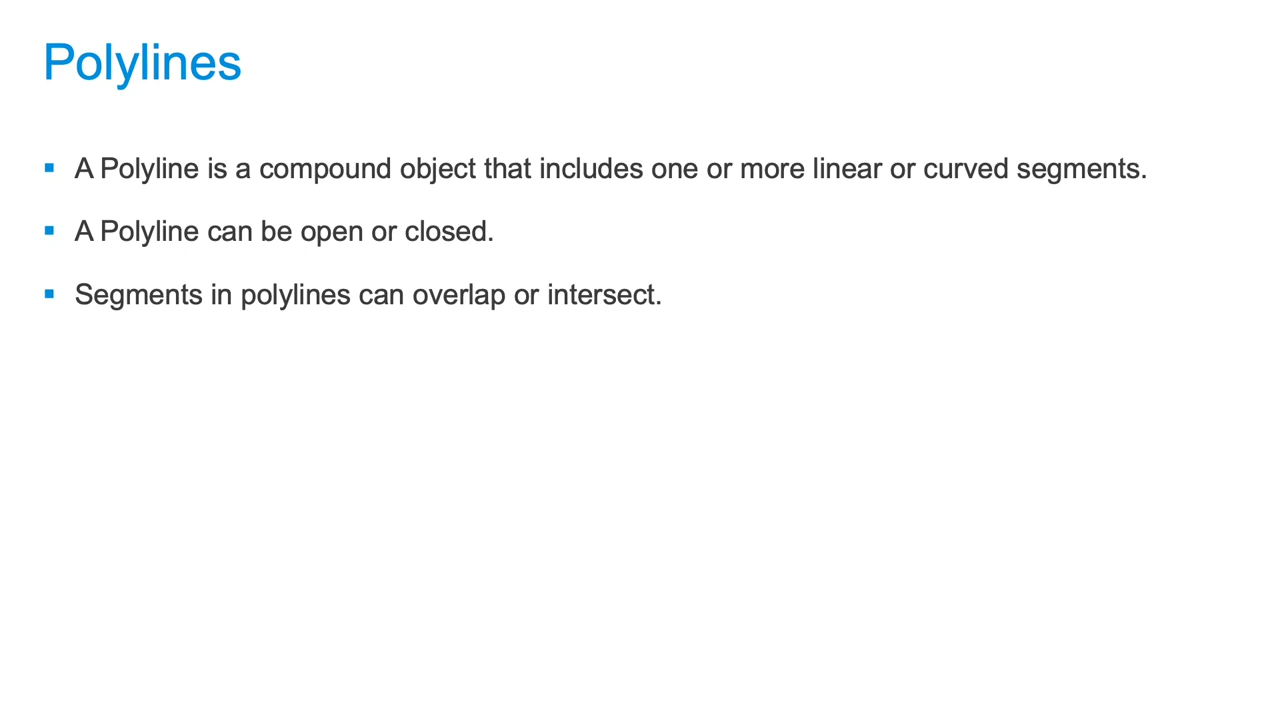 Polylines
▪ A Polyline is a compound object that includes one or more linear or curved segments.
▪ A Polyline can be open or closed.
▪ Segments in polylines can overlap or intersect.